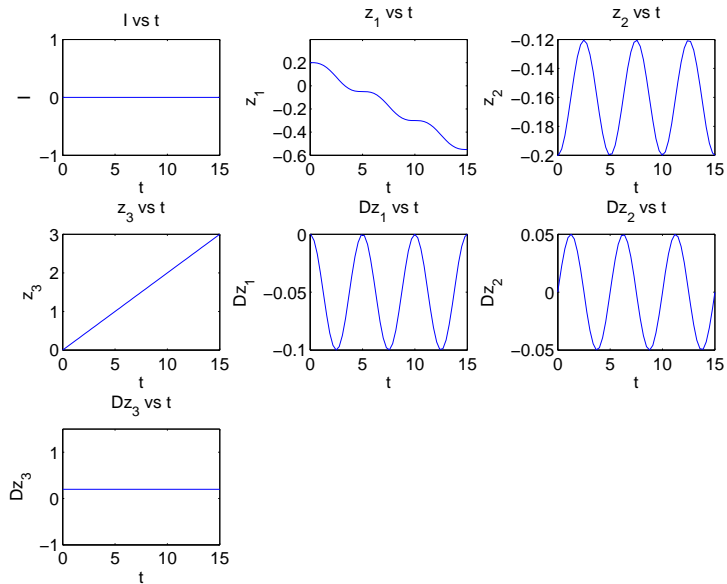 I vs t
1
0
−1
I
0 5 10 15
t
z1 vs t
0.2
0
−0.2
−0.4
−0.6
z1
0 5 10 15
t
z2 vs t
−0.12
−0.14
−0.16
−0.18
−0.2
z2
0 5 10 15
t
z3 vs t
3
2
1
0
z3
0 5 10 15
t
Dz1 vs t
0
−0.05
−0.1
Dz1
0 5 10 15
t
Dz2 vs t
0.05
0
−0.05
Dz2
0 5 10 15
t
Dz3 vs t
1
0
−1
Dz3
0 5 10 15
t